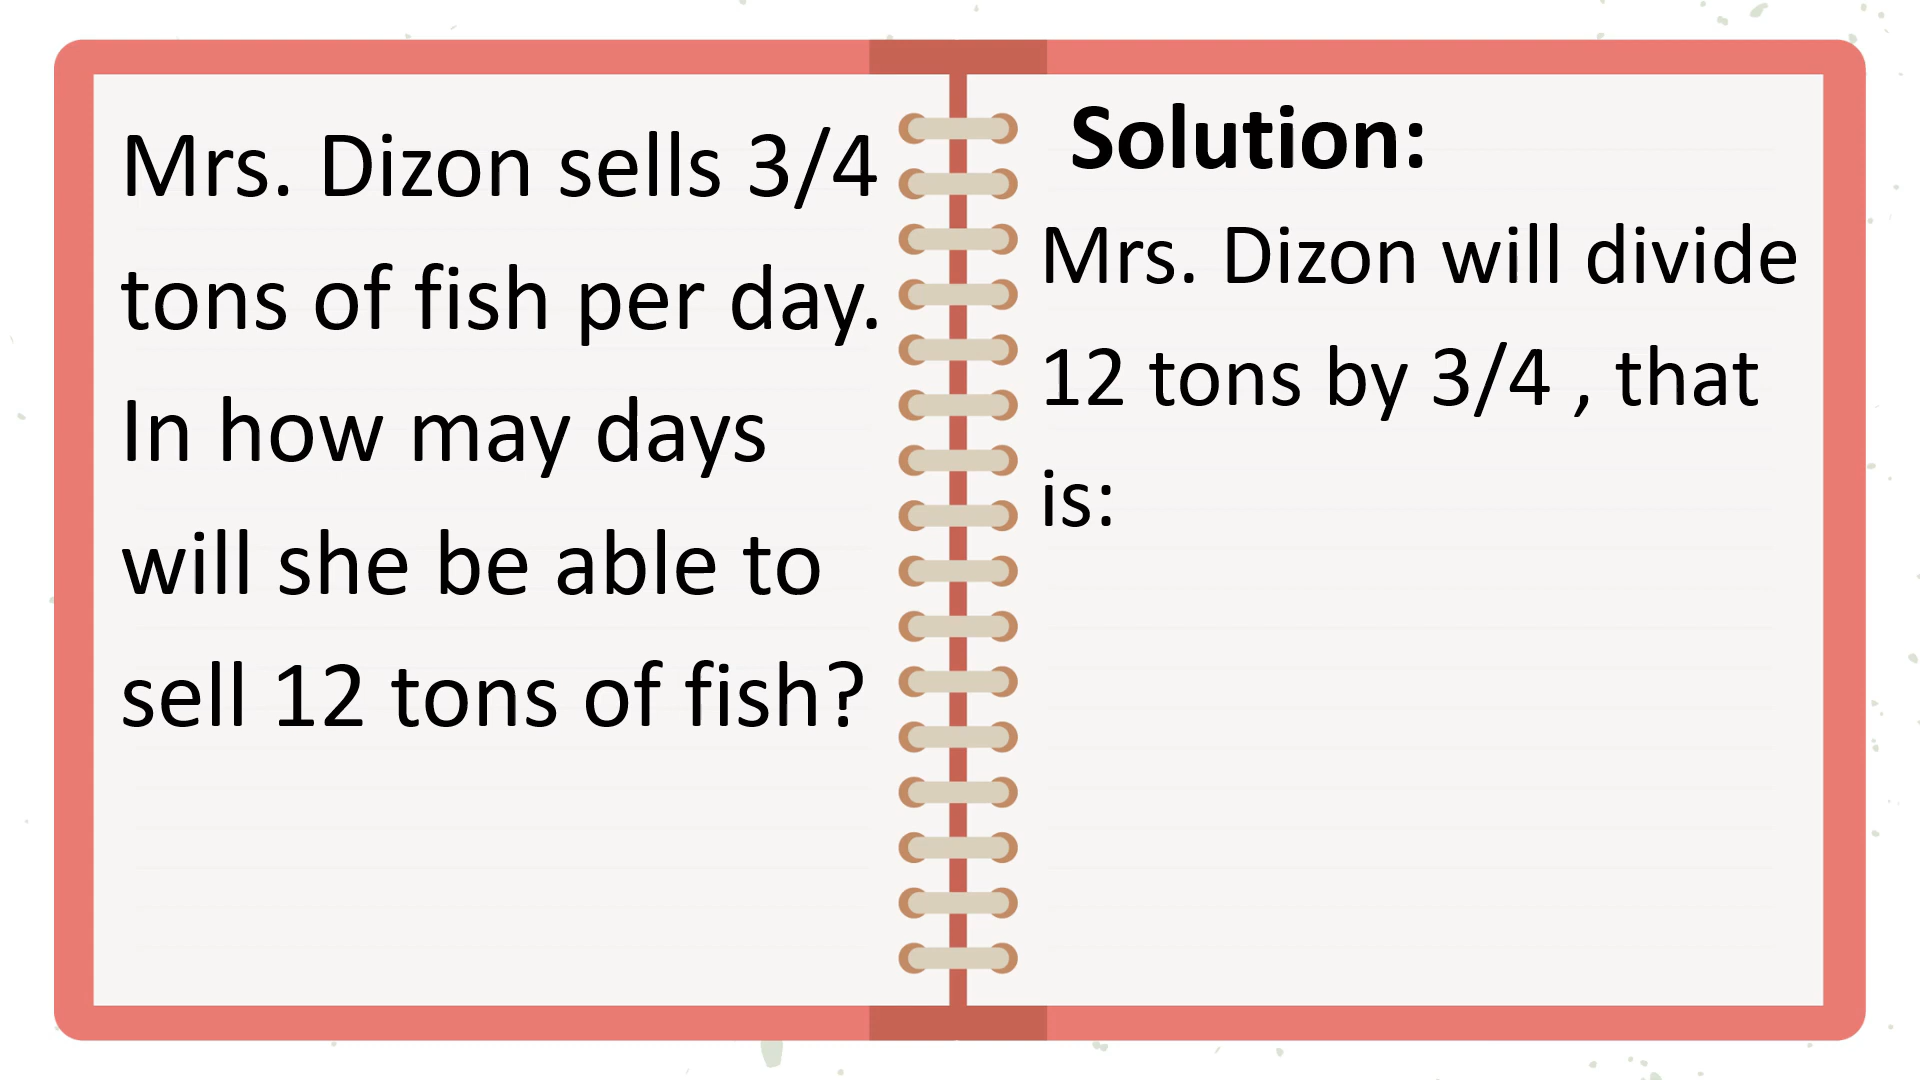 Mrs. Dizon sells 3/4
tons of fish per day.
In how may days
will she be able to
sell 12 tons of fish?
Solution:
Mrs. Dizon will divide
12 tons by 3/4 , that
is: